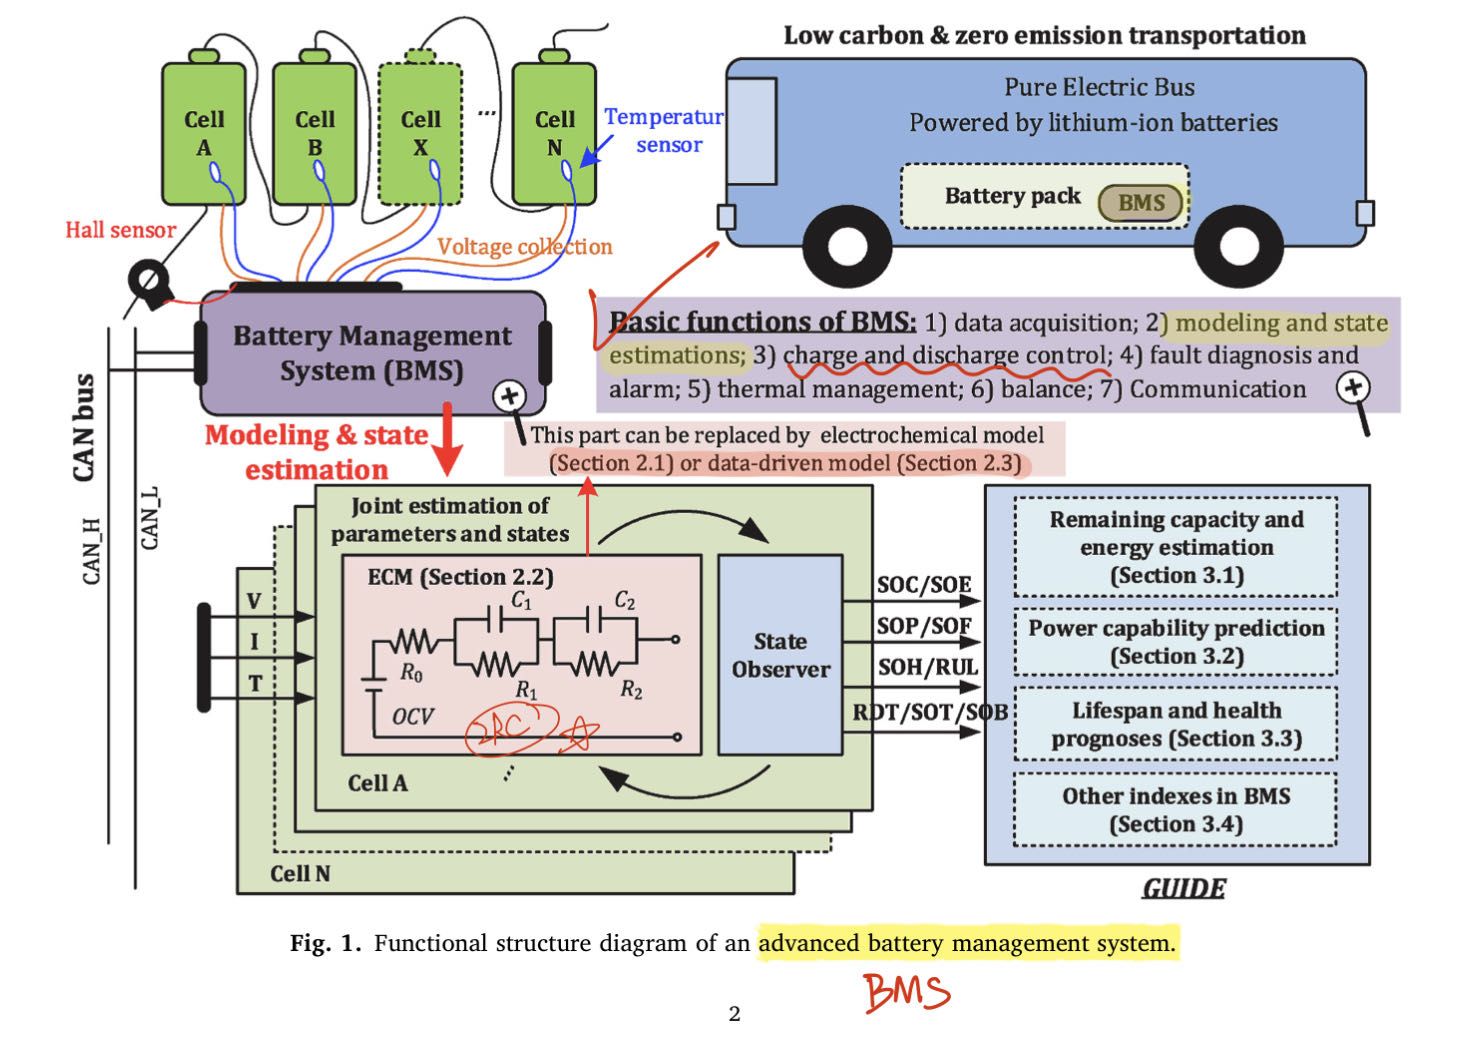 Low carbon & zero emission transportation
Cell
A
Cell
B
Cell
X
...
Cell
N
Temperatur
sensor
Hall sensor
Voltage collection
Pure Electric Bus
Powered by lithium-ion batteries
Battery pack
BMS
Battery Management
System (BMS)
Basic functions of BMS: 1) data acquisition; 2) modeling and state
estimations; 3) charge and discharge control; 4) fault diagnosis and
alarm; 5) thermal management; 6) balance; 7) Communication
CAN bus
CAN_H
CAN_L
Modeling & state
estimation
This part can be replaced by electrochemical model
(Section 2.1) or data-driven model (Section 2.3)
Joint estimation of
parameters and states
ECM (Section 2.2)
C1
C2
R0
R1
R2
OCV
2RC
Cell A
...
Cell N
V
I
T
State
Observer
SOC/SOE
SOP/SOF
SOH/RUL
RDT/SOT/SOB
Remaining capacity and
energy estimation
(Section 3.1)
Power capability prediction
(Section 3.2)
Lifespan and health
prognoses (Section 3.3)
Other indexes in BMS
(Section 3.4)
GUIDE
Fig. 1. Functional structure diagram of an advanced battery management system.
BMS
2